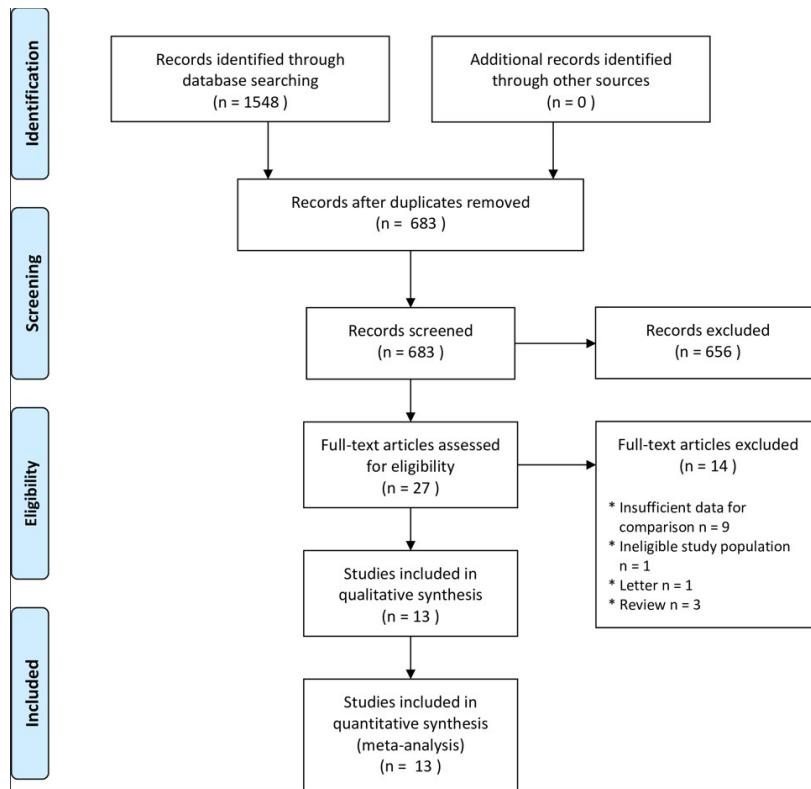 Identification
Records identified through
database searching
(n = 1548 )
Additional records identified
through other sources
(n = 0 )
Records after duplicates removed
(n = 683 )
Screening
Records screened
(n = 683 )
Records excluded
(n = 656 )
Eligibility
Full-text articles assessed
for eligibility
(n = 27 )
Full-text articles excluded
(n = 14 )
* Insufficient data for
comparison n = 9
* Ineligible study population
n = 1
* Letter n = 1
* Review n = 3
Studies included in
qualitative synthesis
(n = 13 )
Included
Studies included in
quantitative synthesis
(meta-analysis)
(n = 13 )